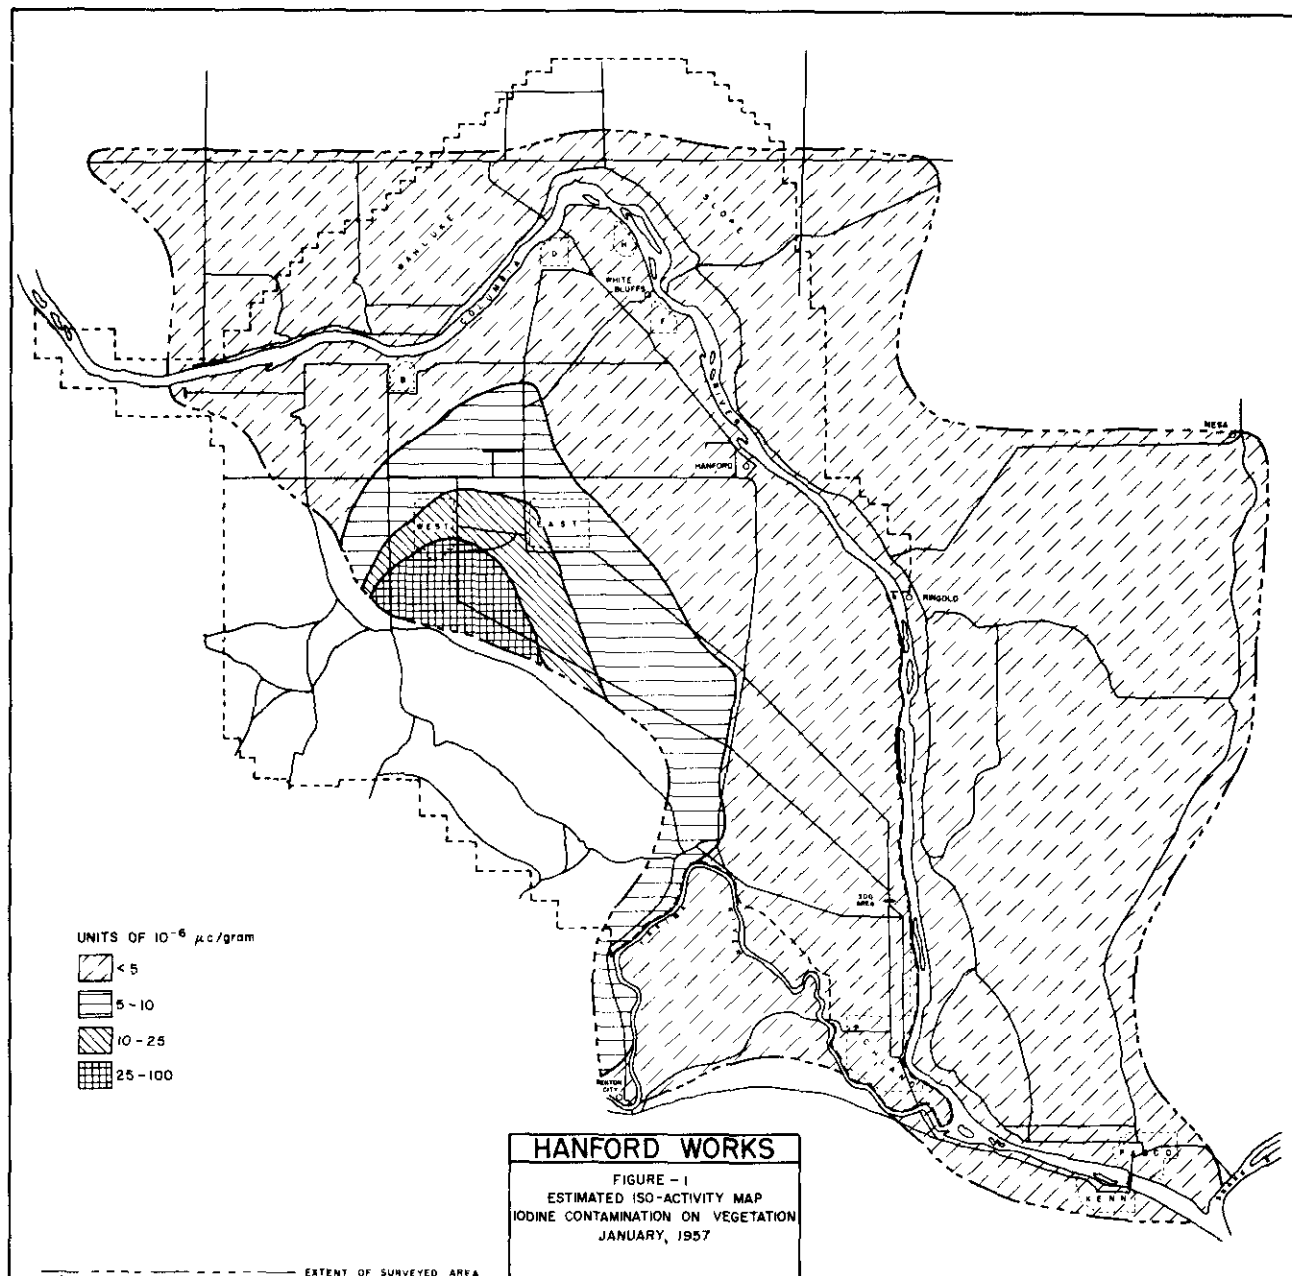 WAHLUKE
SLOPE
COLUMBIA
D
H
WHITE
BLUFFS
F
B
RIVER
MESA
HANFORD
WEST
EAST
RINGOLD
300
AREA
UNITS OF 10⁻⁶ μc/gram
< 5
5 - 10
10 - 25
25 - 100
BENTON
CITY
PASCO
KENN
HANFORD WORKS
FIGURE - 1
ESTIMATED ISO-ACTIVITY MAP
IODINE CONTAMINATION ON VEGETATION
JANUARY, 1957
EXTENT OF SURVEYED AREA